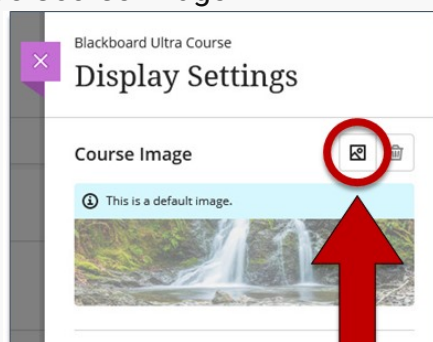 Blackboard Ultra Course
Display Settings
Course Image
This is a default image.